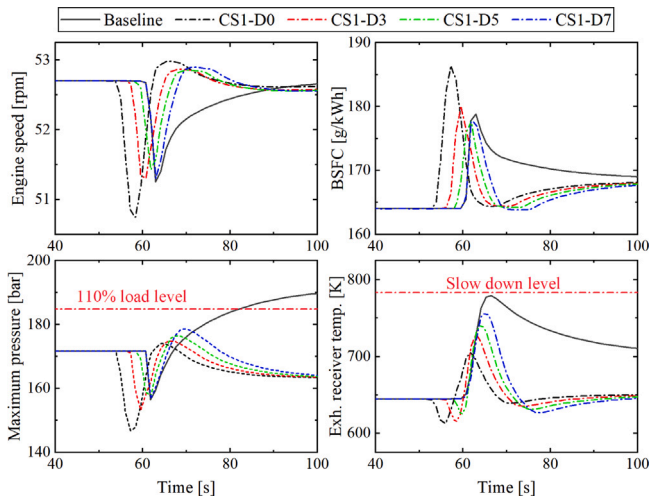 Baseline CS1-D0 CS1-D3 CS1-D5 CS1-D7
Engine speed [rpm]
53
52
51
40 60 80 100
BSFC [g/kWh]
190
180
170
160
40 60 80 100
Maximum pressure [bar]
200
180
160
140
110% load level
40 60 80 100
Time [s]
Exh. receiver temp. [K]
800
700
600
Slow down level
40 60 80 100
Time [s]